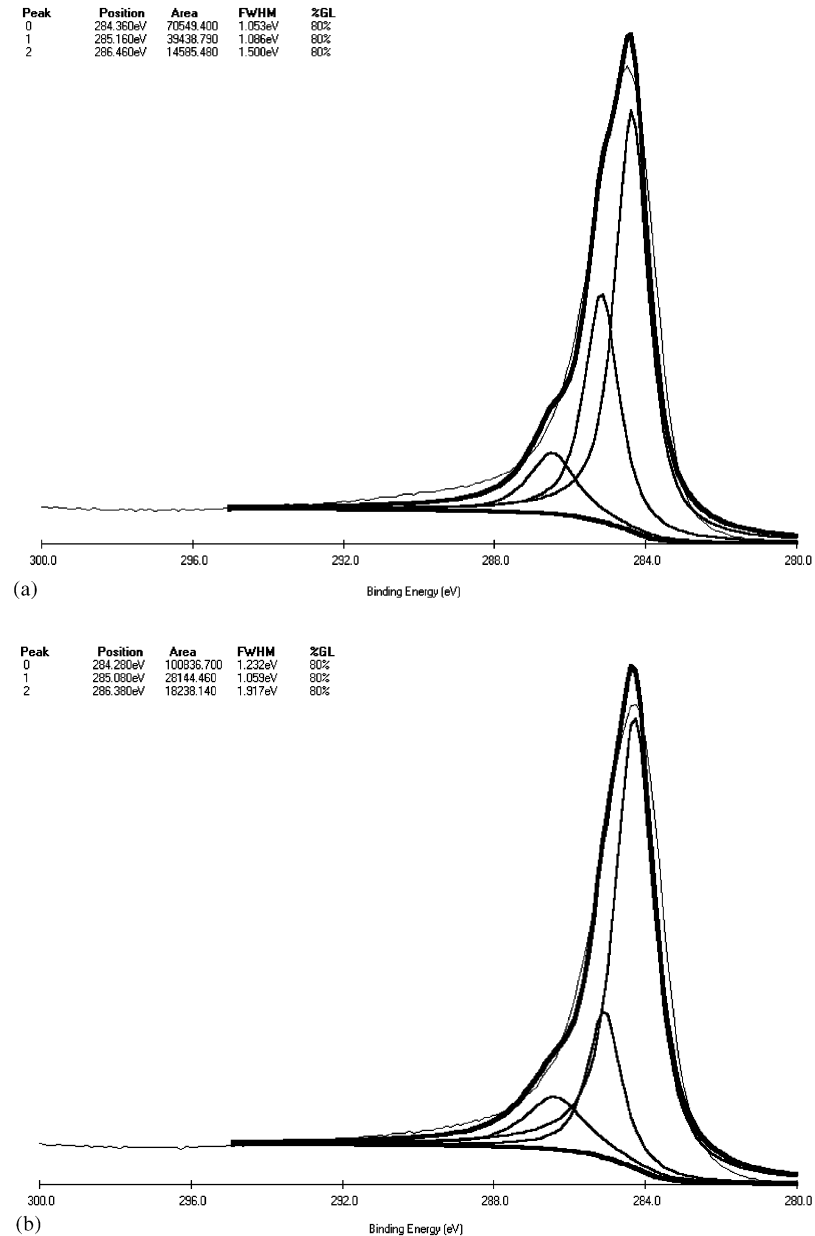 Peak Position Area FWHM %GL
0 284.360eV 70549.400 1.053eV 80%
1 285.160eV 39438.790 1.086eV 80%
2 286.460eV 14585.480 1.500eV 80%
300.0 296.0 292.0 288.0 284.0 280.0
(a)
Binding Energy (eV)
Peak Position Area FWHM %GL
0 284.280eV 100836.700 1.232eV 80%
1 285.080eV 28144.460 1.059eV 80%
2 286.380eV 18238.140 1.917eV 80%
300.0 296.0 292.0 288.0 284.0 280.0
(b)
Binding Energy (eV)